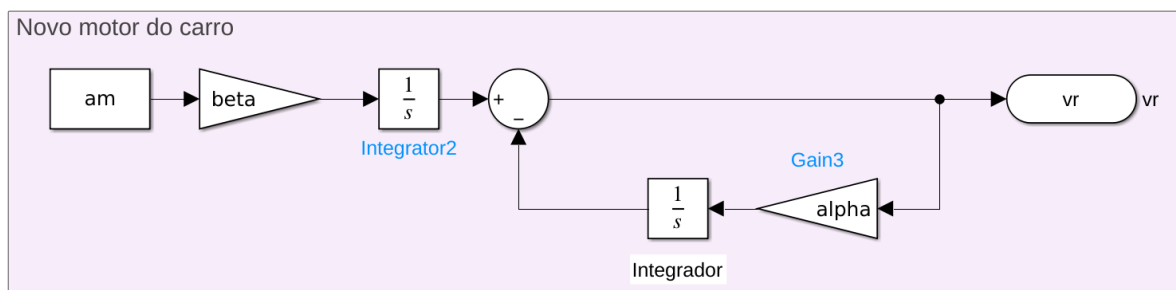 Novo motor do carro
am
beta
1
s
Integrator2
+
−
vr
vr
Gain3
1
s
alpha
Integrador